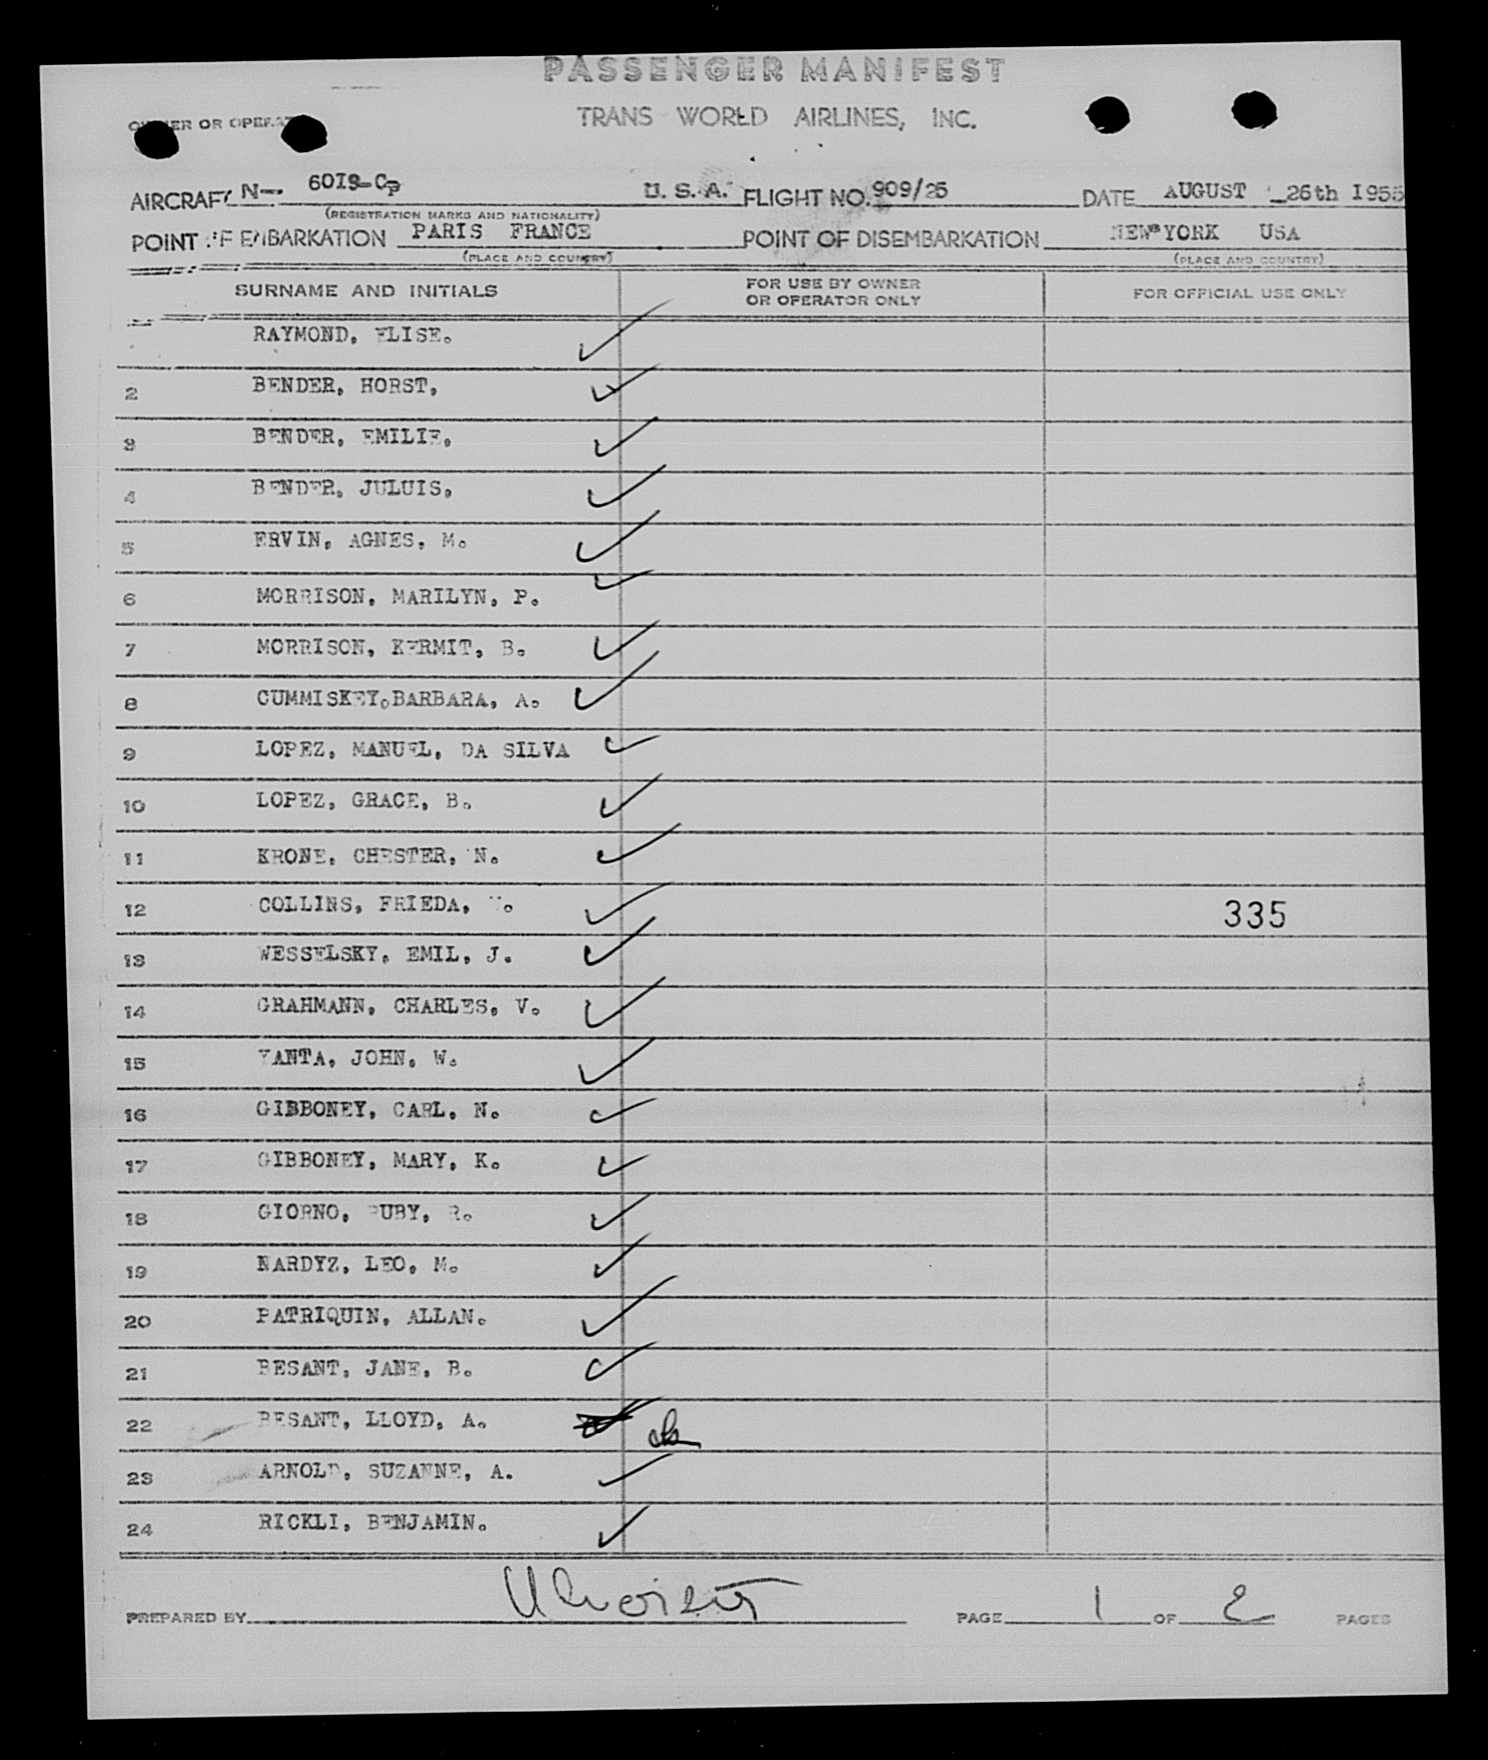 PASSENGER MANIFEST
TRANS WORLD AIRLINES, INC.
OWNER OR OPERAT
AIRCRAFT N-. 6019-C U. S. A. FLIGHT NO. 909/25 DATE AUGUST 26th 1955
(REGISTRATION MARKS AND NATIONALITY)
POINT OF EMBARKATION PARIS FRANCE POINT OF DISEMBARKATION NEW YORK USA
(PLACE AND COUNTRY) (PLACE AND COUNTRY)
SURNAME AND INITIALS FOR USE BY OWNER OR OPERATOR ONLY FOR OFFICIAL USE ONLY
RAYMOND, ELISE.
2 BENDER, HORST,
3 BENDER, EMILIE,
4 BENDER, JULUIS,
5 ERVIN, AGNES, M.
6 MORRISON, MARILYN, P.
7 MORRISON, KERMIT, B.
8 CUMMISKEY.BARBARA, A.
9 LOPEZ, MANUEL, DA SILVA
10 LOPEZ, GRACE, B.
11 KRONE, CHESTER, N.
12 COLLINS, FRIEDA, 335
13 WESSELSKY, EMIL, J.
14 GRAHMANN, CHARLES, V.
15 YANTA, JOHN, W.
16 GIBBONEY, CARL, N.
17 GIBBONEY, MARY, K.
18 GIORNO, RUBY, R.
19 NARDYZ, LEO, M.
20 PATRIQUIN, ALLAN.
21 BESANT, JANE, B.
22 BESANT, LLOYD, A. ok
23 ARNOLD, SUZANNE, A.
24 RICKLI, BENJAMIN.
PREPARED BY PAGE 1 OF 2 PAGES